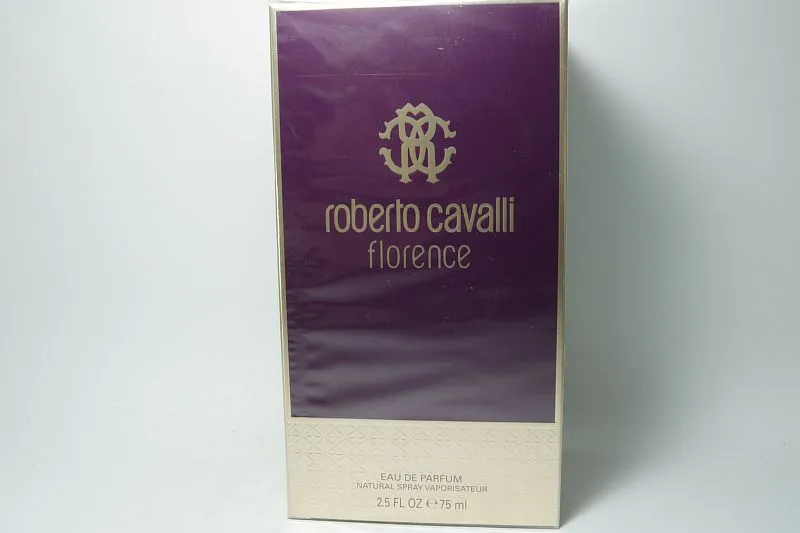 roberto cavalli
florence
EAU DE PARFUM
NATURAL SPRAY VAPORISATEUR
2.5 FL OZ ℮ 75 ml